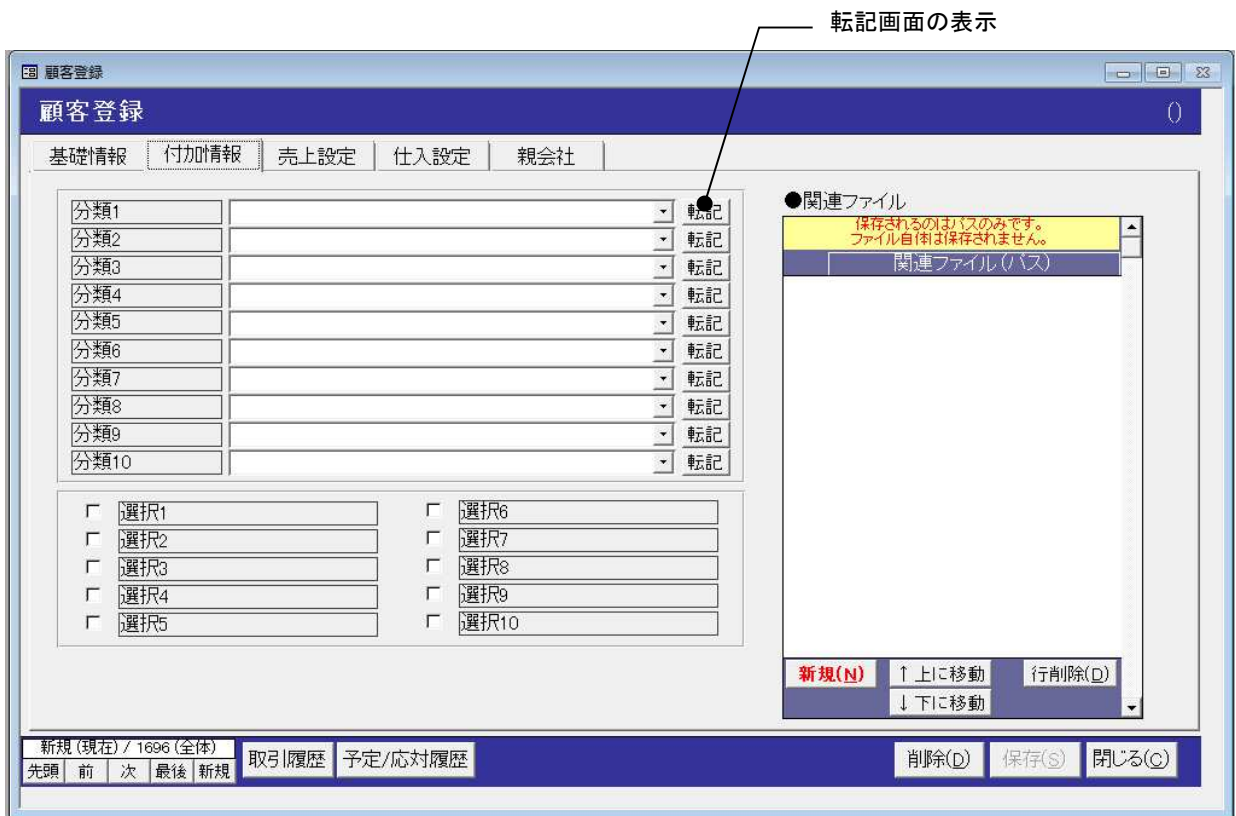 転記画面の表示
顧客登録
顧客登録 ()
基礎情報 付加情報 売上設定 仕入設定 親会社
分類1 転記
分類2 転記
分類3 転記
分類4 転記
分類5 転記
分類6 転記
分類7 転記
分類8 転記
分類9 転記
分類10 転記
選択1 選択6
選択2 選択7
選択3 選択8
選択4 選択9
選択5 選択10
●関連ファイル
保存されるのはパスのみです。
ファイル自体は保存されません。
関連ファイル(パス)
新規(N) ↑上に移動 行削除(D)
↓下に移動
新規(現在)/ 1696(全体)
先頭 前 次 最後 新規
取引履歴 予定/応対履歴 削除(D) 保存(S) 閉じる(C)